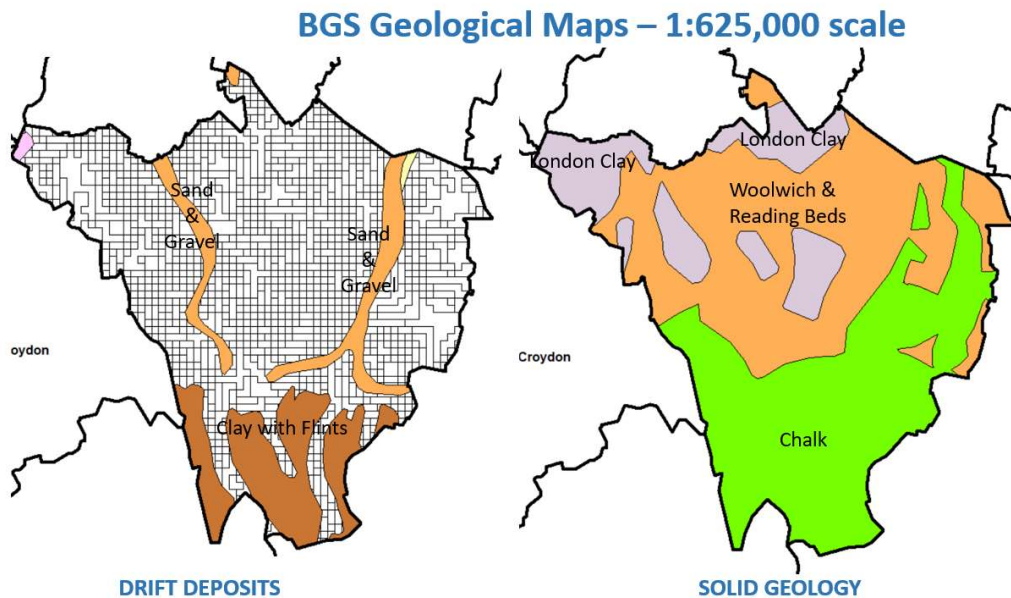 BGS Geological Maps – 1:625,000 scale
Sand
&
Gravel
Sand
&
Gravel
oydon
Clay with Flints
DRIFT DEPOSITS
London Clay
London Clay
Woolwich &
Reading Beds
Croydon
Chalk
SOLID GEOLOGY